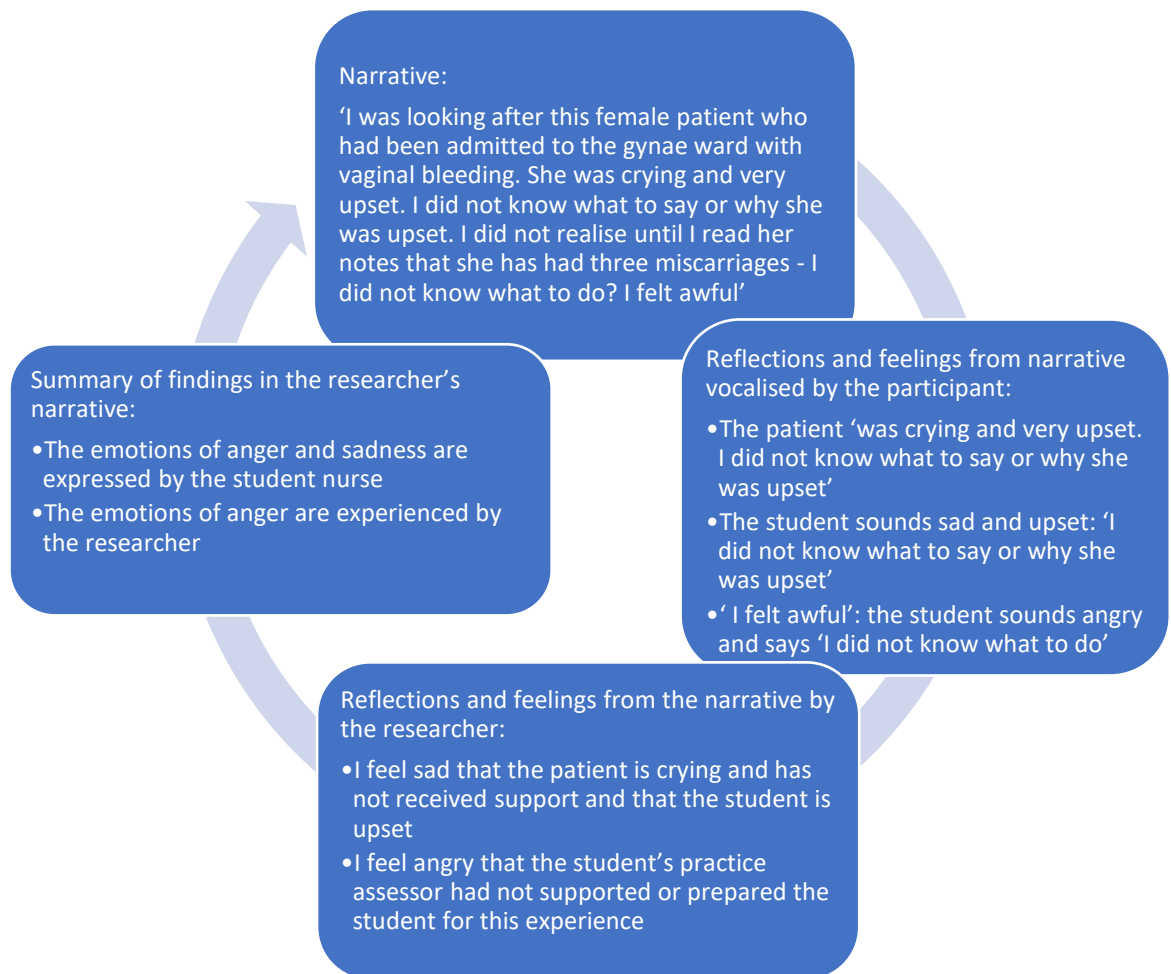 Narrative:
‘I was looking after this female patient who
had been admitted to the gynae ward with
vaginal bleeding. She was crying and very
upset. I did not know what to say or why she
was upset. I did not realise until I read her
notes that she has had three miscarriages - I
did not know what to do? I felt awful’
Reflections and feelings from narrative
vocalised by the participant:
•The patient ‘was crying and very upset.
I did not know what to say or why she
was upset’
•The student sounds sad and upset: ‘I
did not know what to say or why she
was upset’
•‘ I felt awful’: the student sounds angry
and says ‘I did not know what to do’
Reflections and feelings from the narrative by
the researcher:
•I feel sad that the patient is crying and has
not received support and that the student is
upset
•I feel angry that the student’s practice
assessor had not supported or prepared the
student for this experience
Summary of findings in the researcher’s
narrative:
•The emotions of anger and sadness are
expressed by the student nurse
•The emotions of anger are experienced by
the researcher